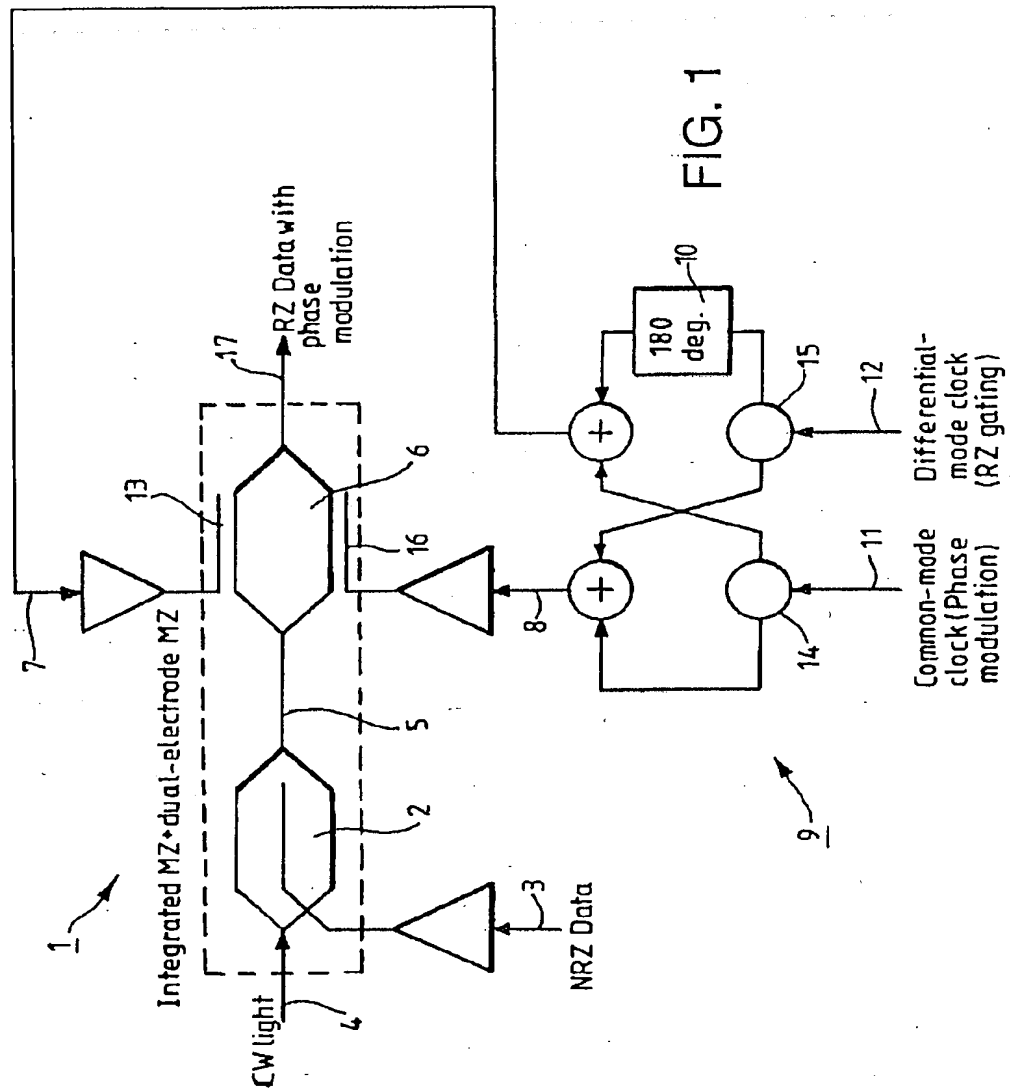 1
Integrated MZ+dual-electrode MZ
CW light
4
2
5
6
13
16
17
RZ Data with
phase
modulation
7
3
NRZ Data
8
9
180
deg.
10
14
15
11
12
Common-mode
clock(Phase
modulation)
Differential-
mode clock
(RZ gating)
+
+
FIG. 1